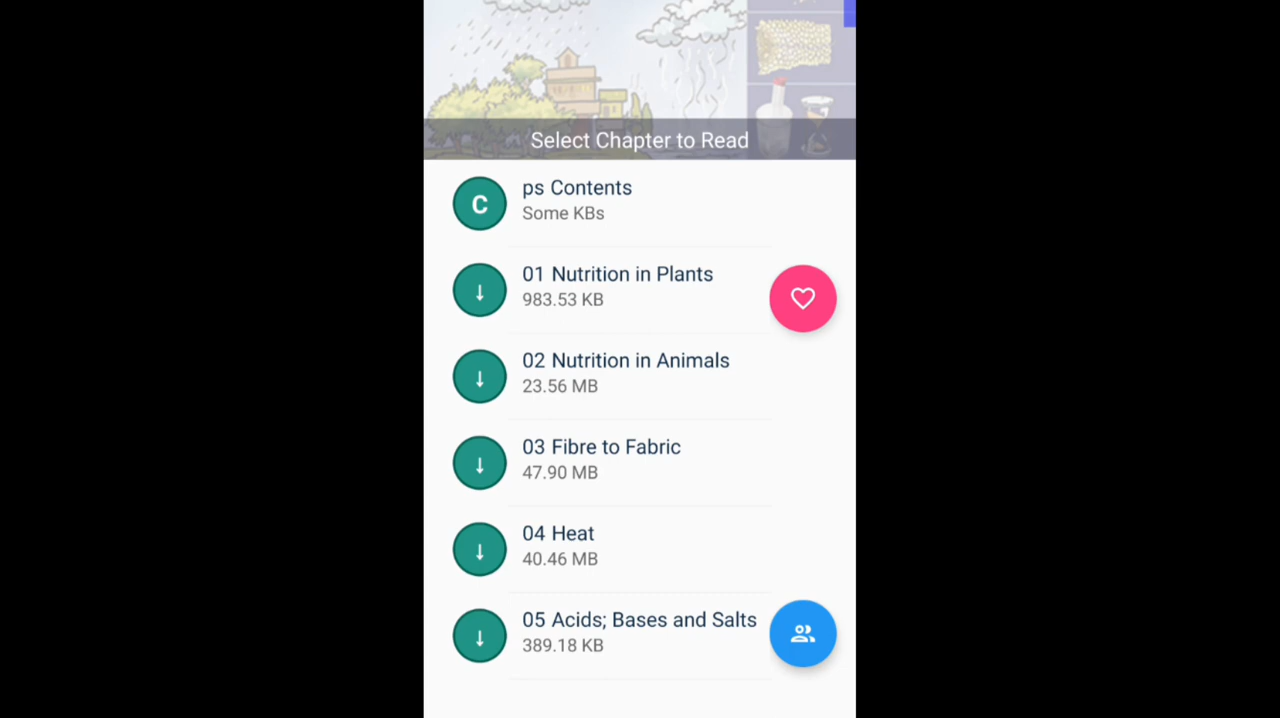 Select Chapter to Read
C
ps Contents
Some KBs
01 Nutrition in Plants
983.53 KB
02 Nutrition in Animals
23.56 MB
03 Fibre to Fabric
47.90 MB
04 Heat
40.46 MB
05 Acids; Bases and Salts
389.18 KB